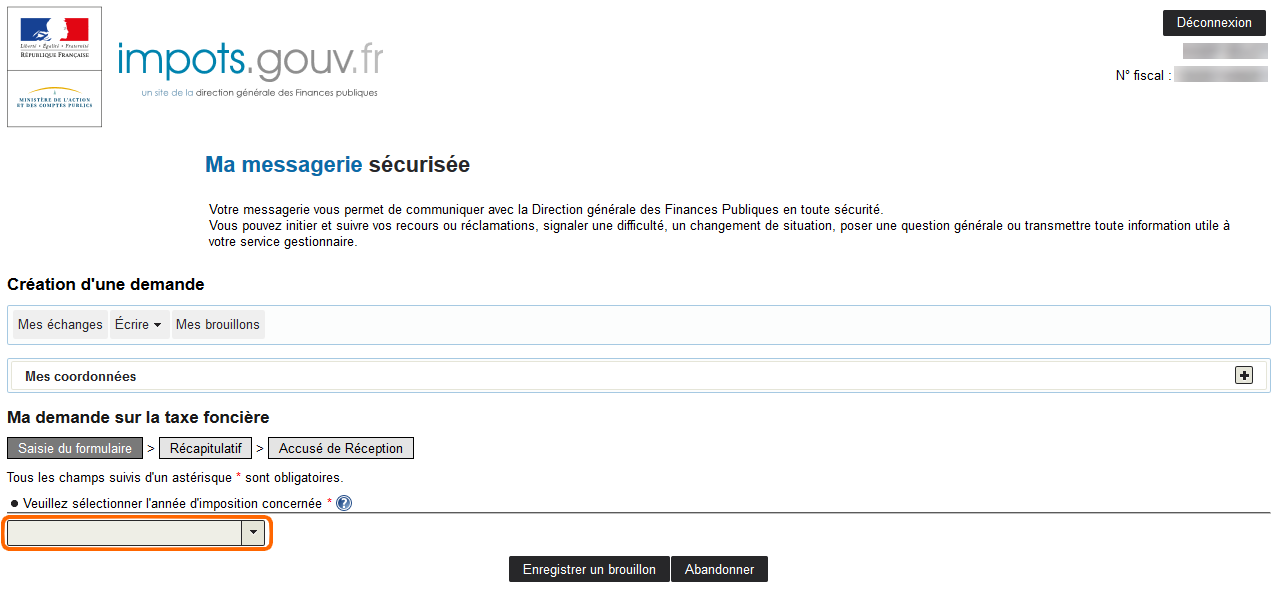 Déconnexion
N° fiscal :
Liberté • Égalité • Fraternité
RÉPUBLIQUE FRANÇAISE
MINISTÈRE DE L'ACTION
ET DES COMPTES PUBLICS
impots.gouv.fr
un site de la direction générale des Finances publiques
Ma messagerie sécurisée
Votre messagerie vous permet de communiquer avec la Direction générale des Finances Publiques en toute sécurité.
Vous pouvez initier et suivre vos recours ou réclamations, signaler une difficulté, un changement de situation, poser une question générale ou transmettre toute information utile à
votre service gestionnaire.
Création d'une demande
Mes échanges Écrire Mes brouillons
Mes coordonnées
Ma demande sur la taxe foncière
Saisie du formulaire > Récapitulatif > Accusé de Réception
Tous les champs suivis d'un astérisque * sont obligatoires.
● Veuillez sélectionner l'année d'imposition concernée * ?
Enregistrer un brouillon Abandonner